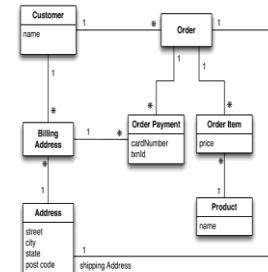 Customer
name
1
*
Order
1
1
1
1
*
*
*
Billing
Address
1
*
Order Payment
cardNumber
txnId
Order Item
price
*
1
*
1
Product
name
Address
street
city
state
post code
1
shipping Address